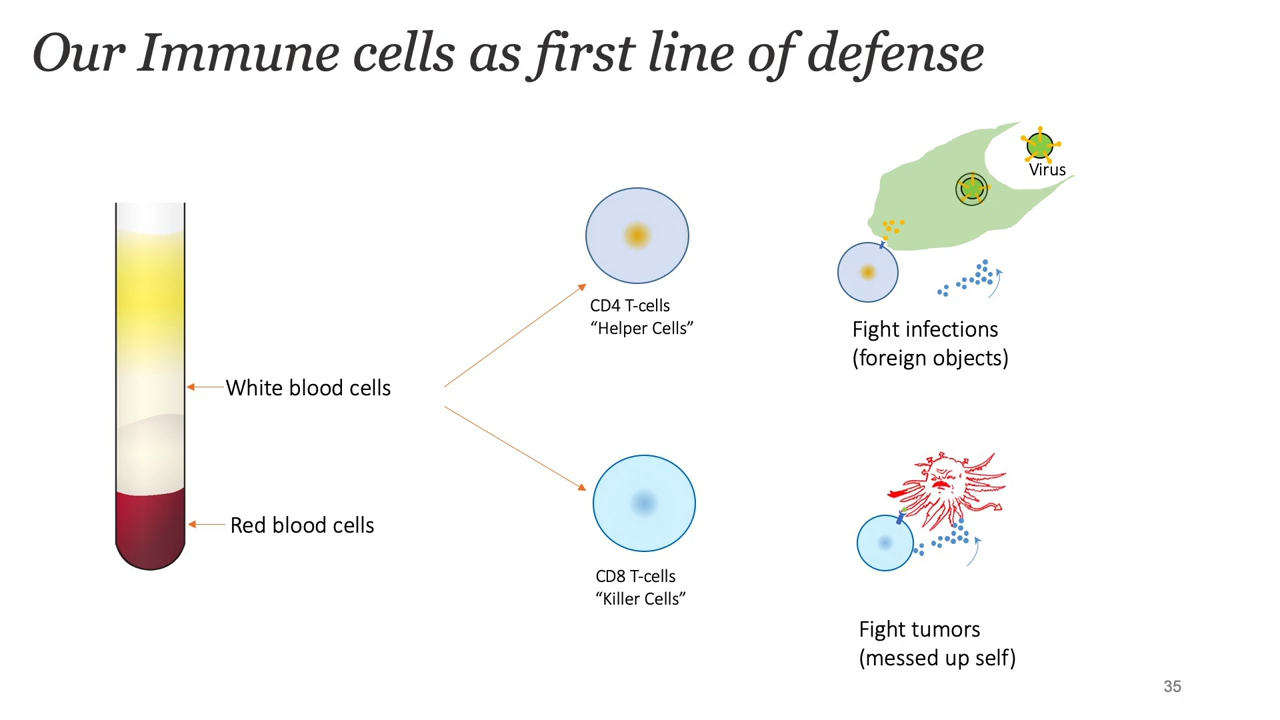 Our Immune cells as first line of defense
Virus
CD4 T-cells
“Helper Cells”
Fight infections
(foreign objects)
White blood cells
Red blood cells
CD8 T-cells
“Killer Cells”
Fight tumors
(messed up self)
35